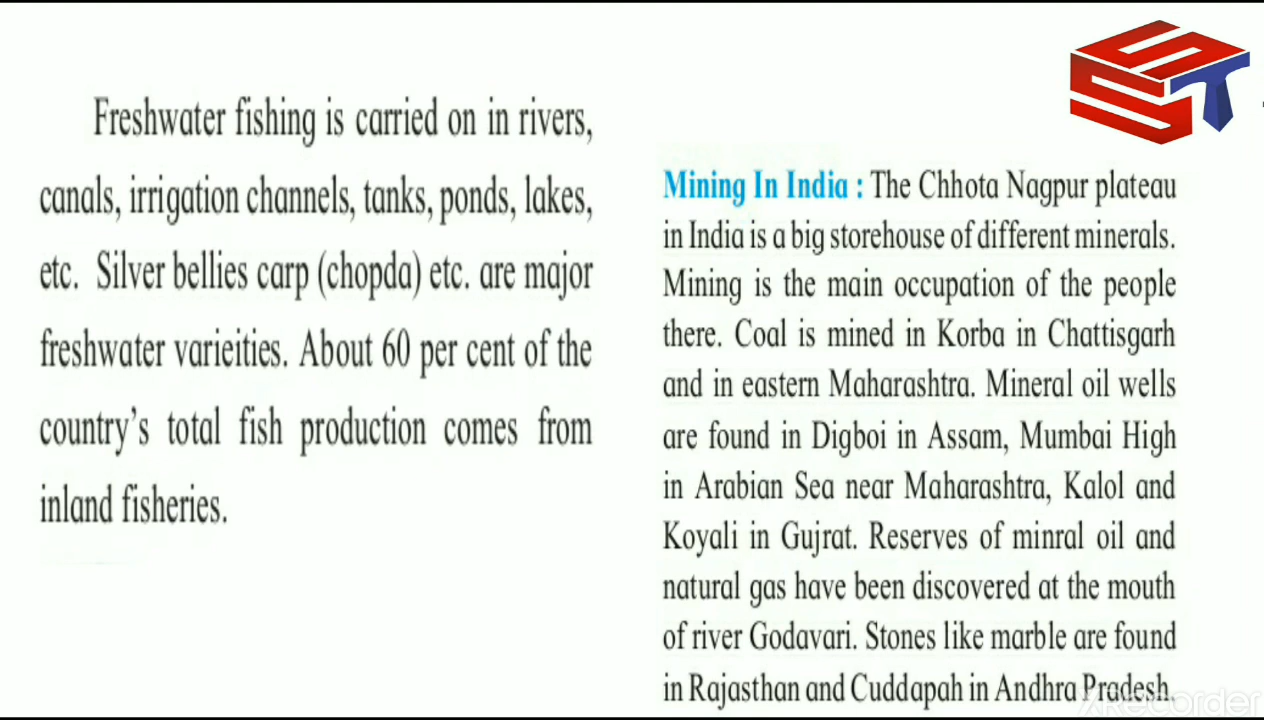 Freshwater fishing is carried on in rivers,
canals, irrigation channels, tanks, ponds, lakes,
etc. Silver bellies carp (chopda) etc. are major
freshwater varieities. About 60 per cent of the
country's total fish production comes from
inland fisheries.
SST
Mining In India : The Chhota Nagpur plateau
in India is a big storehouse of different minerals.
Mining is the main occupation of the people
there. Coal is mined in Korba in Chattisgarh
and in eastern Maharashtra. Mineral oil wells
are found in Digboi in Assam, Mumbai High
in Arabian Sea near Maharashtra, Kalol and
Koyali in Gujrat. Reserves of minral oil and
natural gas have been discovered at the mouth
of river Godavari. Stones like marble are found
in Rajasthan and Cuddapah in Andhra Pradesh.
XRecorder